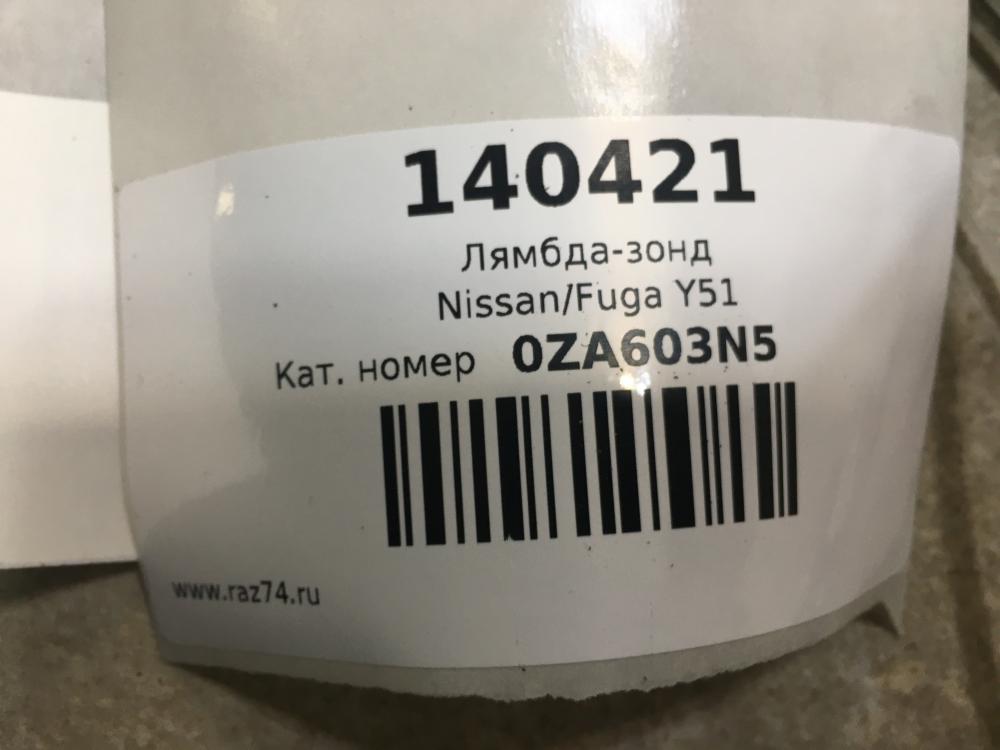 140421
Лямбда-зонд
Nissan/Fuga Y51
Кат. номер 0ZA603N5
www.raz74.ru